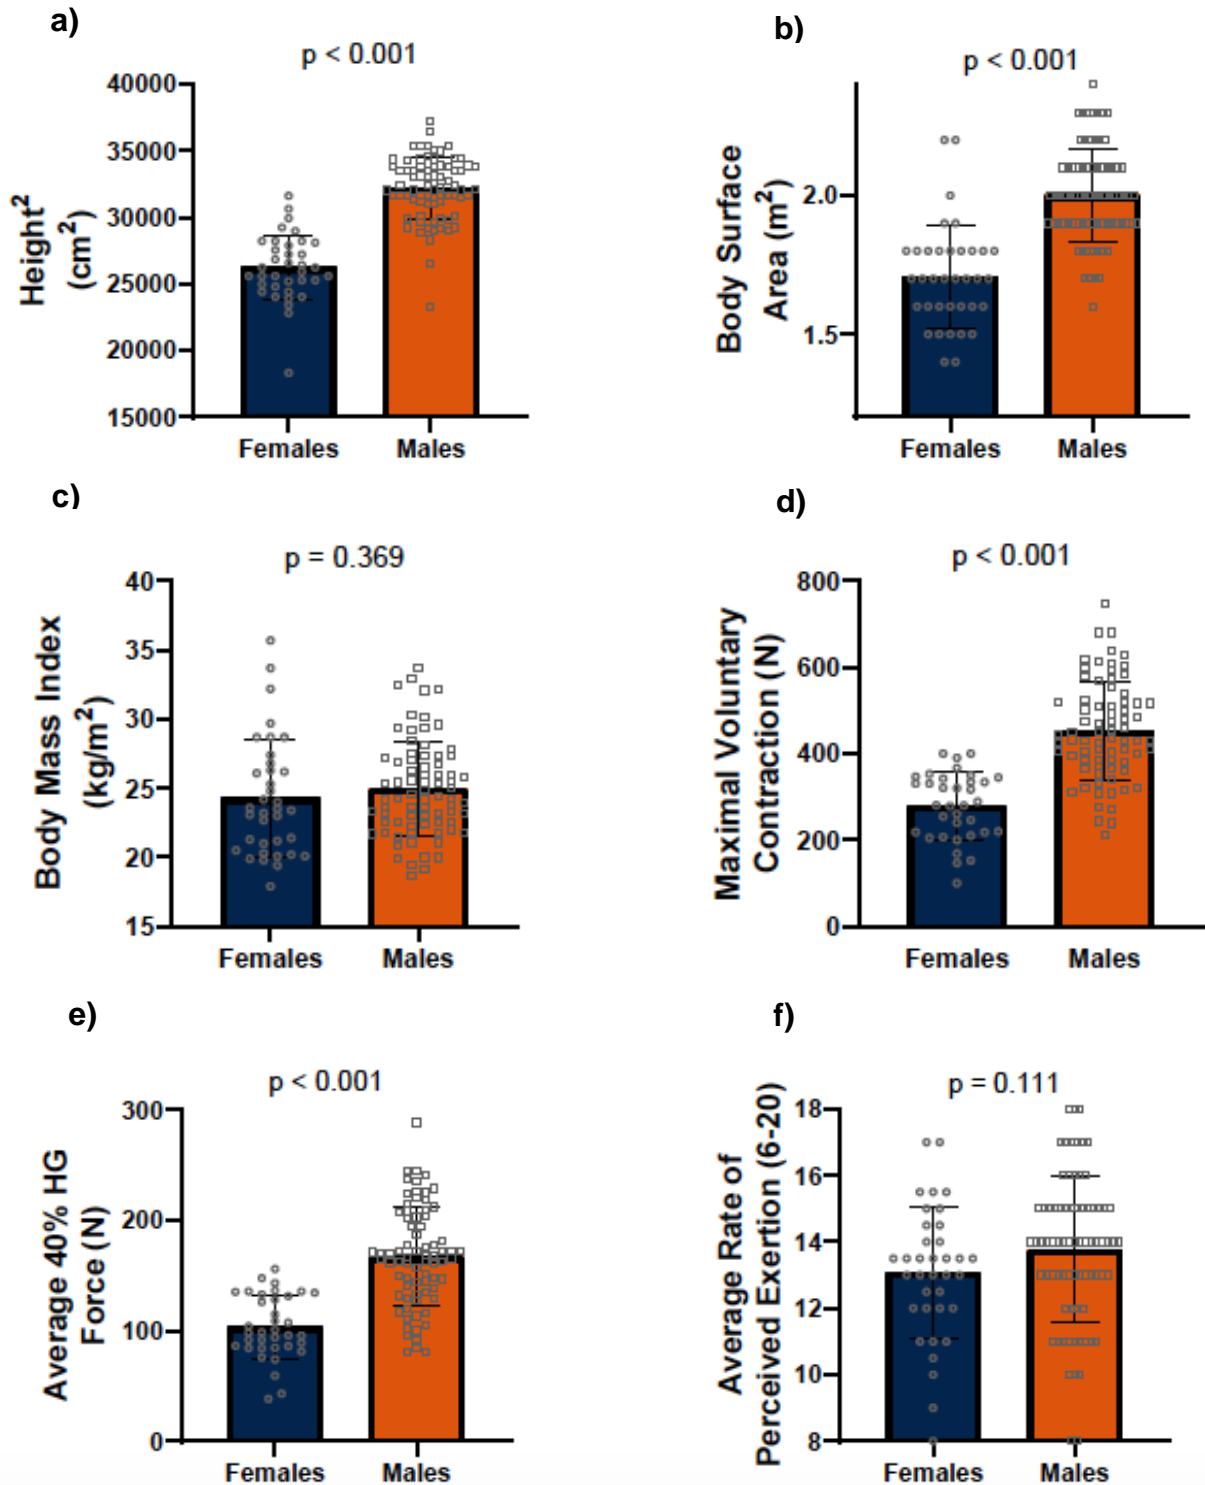 a)
p < 0.001
Height²
(cm²)
40000
35000
30000
25000
20000
15000
Females
Males
b)
p < 0.001
Body Surface
Area (m²)
2.0
1.5
Females
Males
c)
p = 0.369
Body Mass Index
(kg/m²)
40
35
30
25
20
15
Females
Males
d)
p < 0.001
Maximal Voluntary
Contraction (N)
800
600
400
200
0
Females
Males
e)
p < 0.001
Average 40% HG
Force (N)
300
200
100
0
Females
Males
f)
p = 0.111
Average Rate of
Perceived Exertion (6-20)
18
16
14
12
10
8
Females
Males